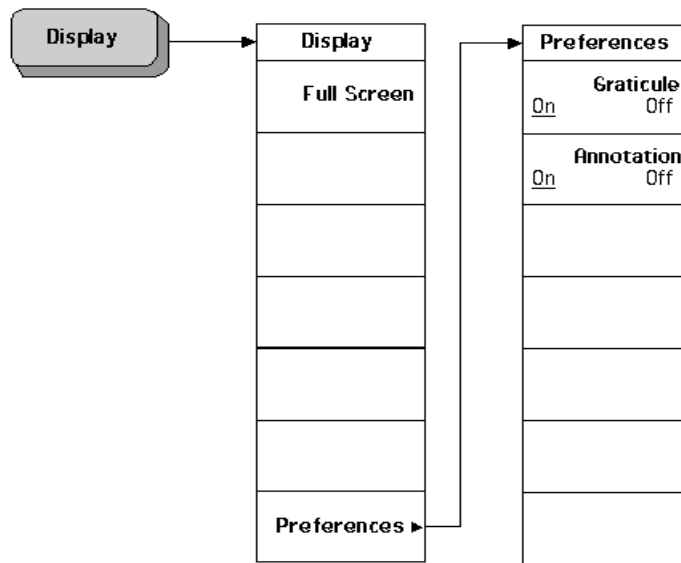 Display
Display
Full Screen
Preferences
Preferences
Graticule
On Off
Annotation
On Off